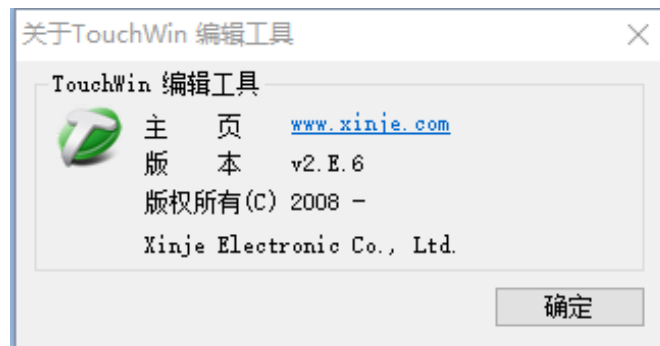 关于TouchWin 编辑工具
TouchWin 编辑工具
主 页 www.xinje.com
版 本 v2.E.6
版权所有(C) 2008 -
Xinje Electronic Co., Ltd.
确定